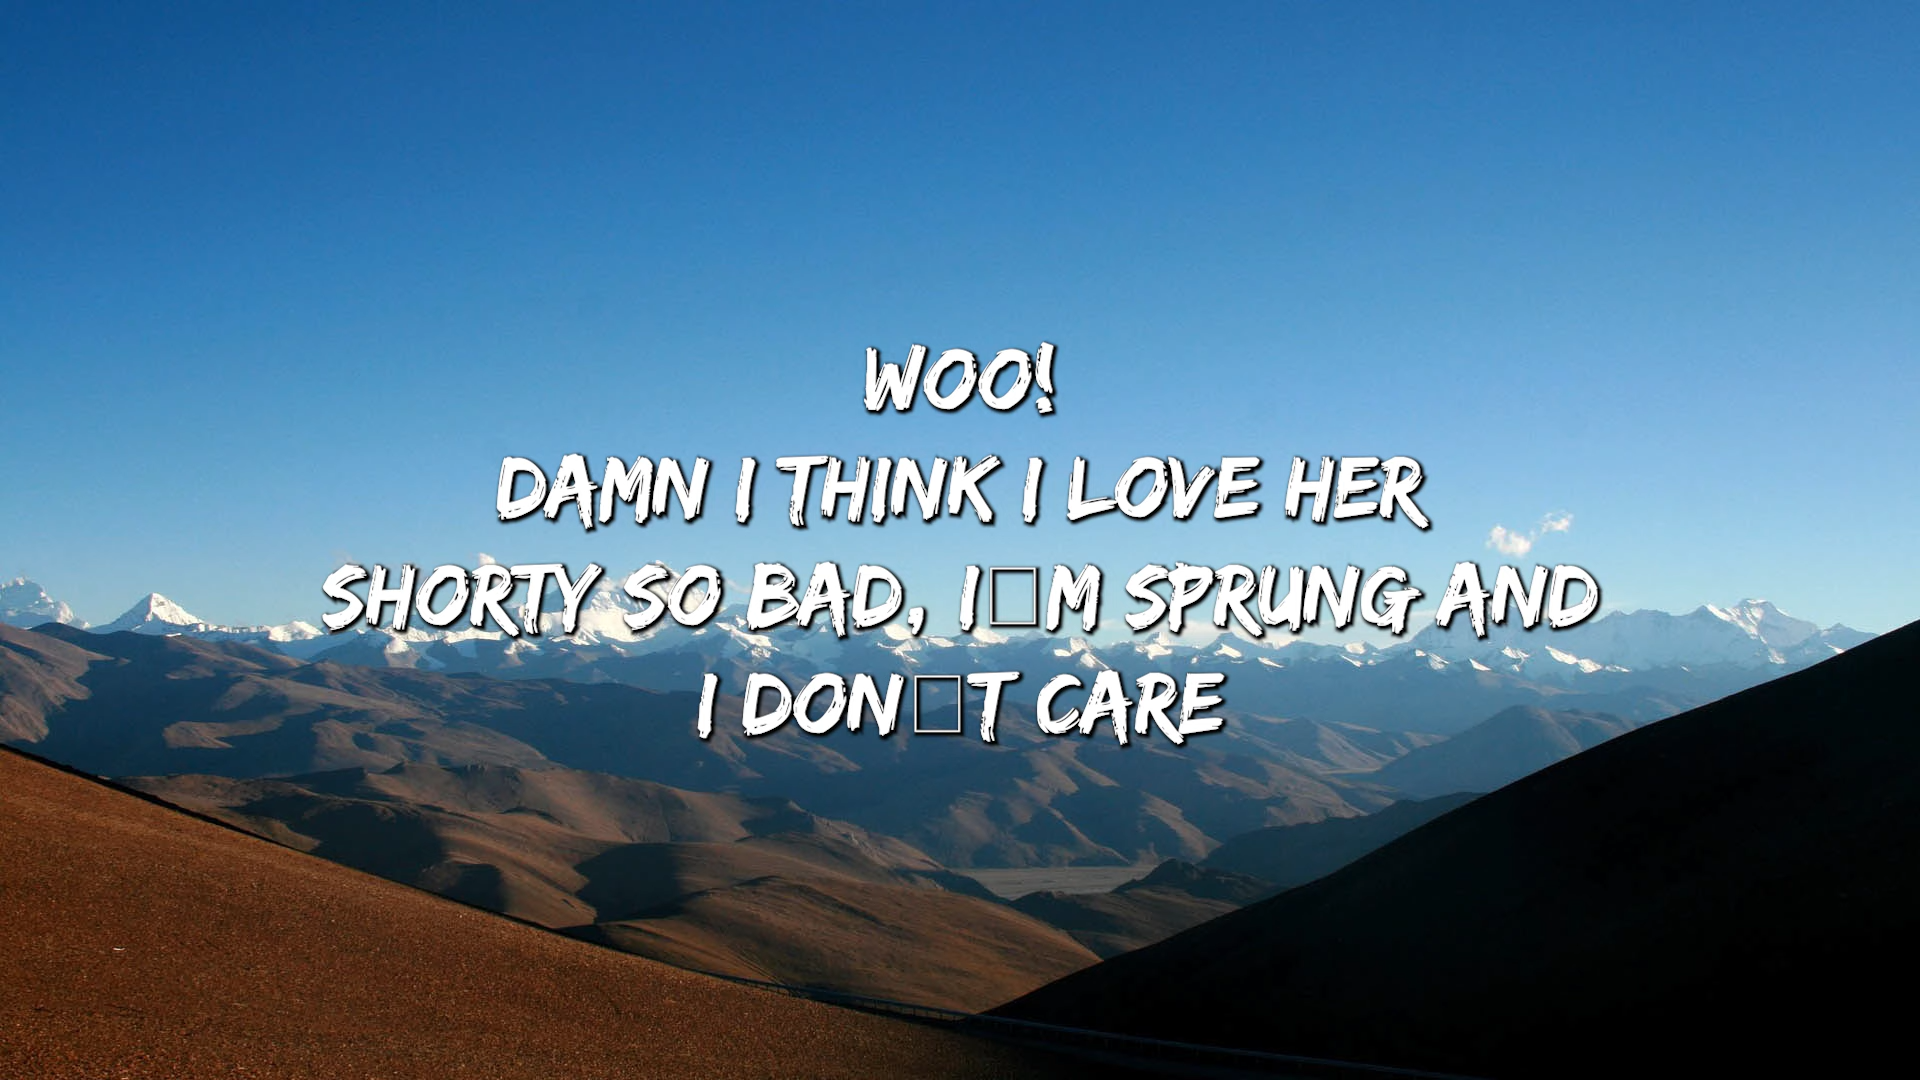 WOO!
DAMN I THINK I LOVE HER
SHORTY SO BAD, I□M SPRUNG AND
I DON□T CARE